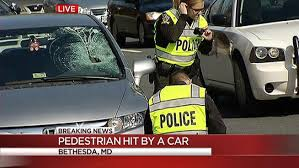 LIVE
POLICE
POLICE
BREAKING NEWS
PEDESTRIAN HIT BY A CAR
BETHESDA, MD